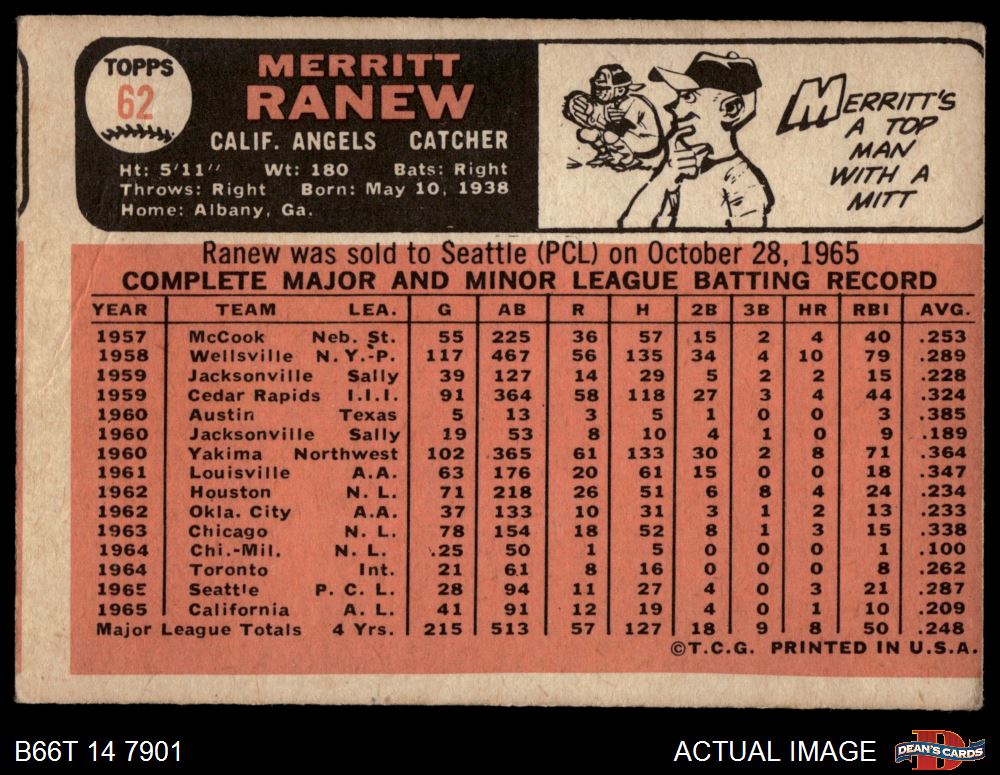 TOPPS
62
MERRITT
RANEW
CALIF. ANGELS CATCHER
Ht: 5'11'' Wt: 180 Bats: Right
Throws: Right Born: May 10, 1938
Home: Albany, Ga.
MERRITT'S
A TOP
MAN
WITH A
MITT
Ranew was sold to Seattle (PCL) on October 28, 1965
COMPLETE MAJOR AND MINOR LEAGUE BATTING RECORD
YEAR TEAM LEA. G AB R H 2B 3B HR RBI AVG.
1957 McCook Neb. St. 55 225 36 57 15 2 4 40 .253
1958 Wellsville N.Y.-P. 117 467 56 135 34 4 10 79 .289
1959 Jacksonville Sally 39 127 14 29 5 2 2 15 .228
1959 Cedar Rapids I.I.I. 91 364 58 118 27 3 4 44 .324
1960 Austin Texas 5 13 3 5 1 0 0 3 .385
1960 Jacksonville Sally 19 53 8 10 4 1 0 9 .189
1960 Yakima Northwest 102 365 61 133 30 2 8 71 .364
1961 Louisville A.A. 63 176 20 61 15 0 0 18 .347
1962 Houston N. L. 71 218 26 51 6 8 4 24 .234
1962 Okla. City A.A. 37 133 10 31 3 1 2 13 .233
1963 Chicago N. L. 78 154 18 52 8 1 3 15 .338
1964 Chi.-Mil. N. L. 25 50 1 5 0 0 0 1 .100
1964 Toronto Int. 21 61 8 16 0 0 0 8 .262
1965 Seattle P. C. L. 28 94 11 27 4 0 3 21 .287
1965 California A. L. 41 91 12 19 4 0 1 10 .209
Major League Totals 4 Yrs. 215 513 57 127 18 9 8 50 .248
©T.C.G. PRINTED IN U.S.A.
B66T 14 7901
ACTUAL IMAGE
DEAN'S CARDS